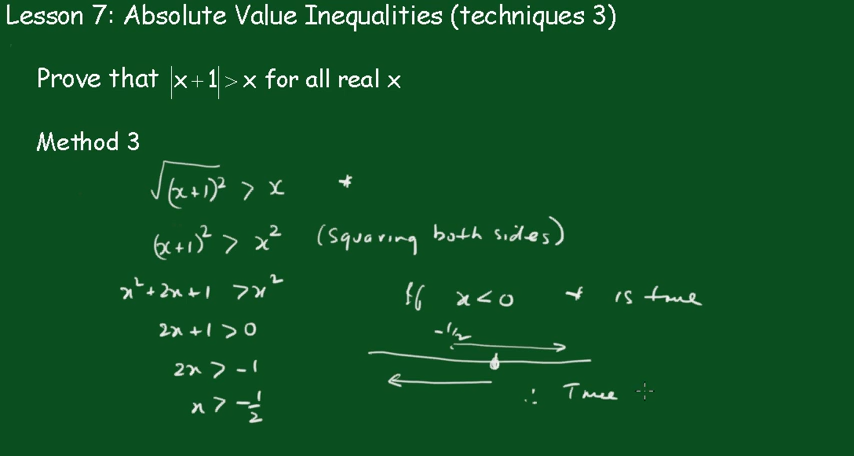 Lesson 7: Absolute Value Inequalities (techniques 3)
Prove that |x+1|>x for all real x
Method 3
√(x+1)² > x *
(x+1)² > x² (Squaring both sides)
x²+2x+1 > x²
If x<0 * is true
2x+1>0
-1/2
2x > -1
∴ True
x > -1/2